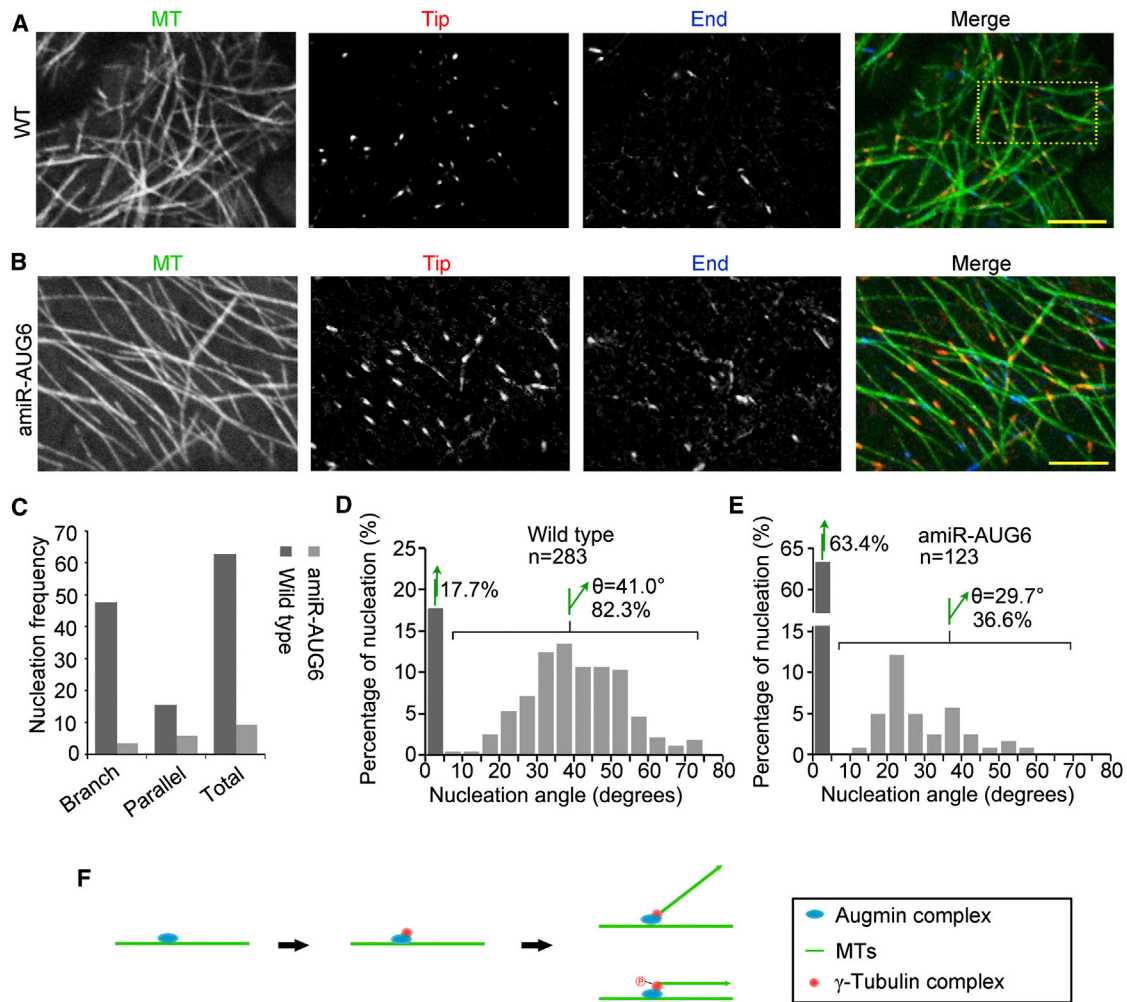 A
MT
Tip
End
Merge
WT
B
MT
Tip
End
Merge
amiR-AUG6
C
Nucleation frequency
70
60
50
40
30
20
10
0
Branch
Parallel
Total
Wild type
amiR-AUG6
D
Percentage of nucleation (%)
Wild type
n=283
25
20
15
10
5
0
17.7%
θ=41.0°
82.3%
0 10 20 30 40 50 60 70 80
Nucleation angle (degrees)
E
Percentage of nucleation (%)
amiR-AUG6
n=123
65
60
15
10
5
0
63.4%
θ=29.7°
36.6%
0 10 20 30 40 50 60 70 80
Nucleation angle (degrees)
F
P
Augmin complex
MTs
γ-Tubulin complex